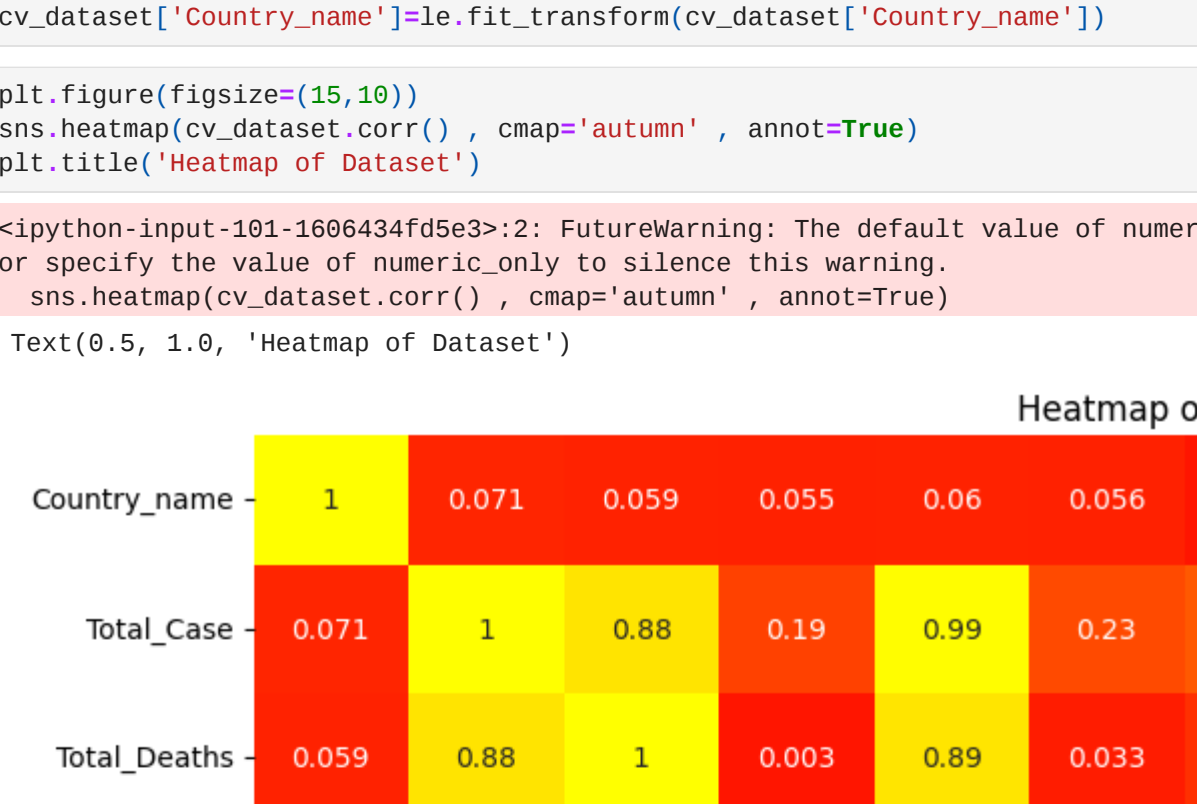 cv_dataset['Country_name']=le.fit_transform(cv_dataset['Country_name'])
plt.figure(figsize=(15,10))
sns.heatmap(cv_dataset.corr() , cmap='autumn' , annot=True)
plt.title('Heatmap of Dataset')
<ipython-input-101-1606434fd5e3>:2: FutureWarning: The default value of numer
or specify the value of numeric_only to silence this warning.
  sns.heatmap(cv_dataset.corr() , cmap='autumn' , annot=True)
Text(0.5, 1.0, 'Heatmap of Dataset')
Heatmap o
Country_name 1 0.071 0.059 0.055 0.06 0.056
Total_Case 0.071 1 0.88 0.19 0.99 0.23
Total_Deaths 0.059 0.88 1 0.003 0.89 0.033